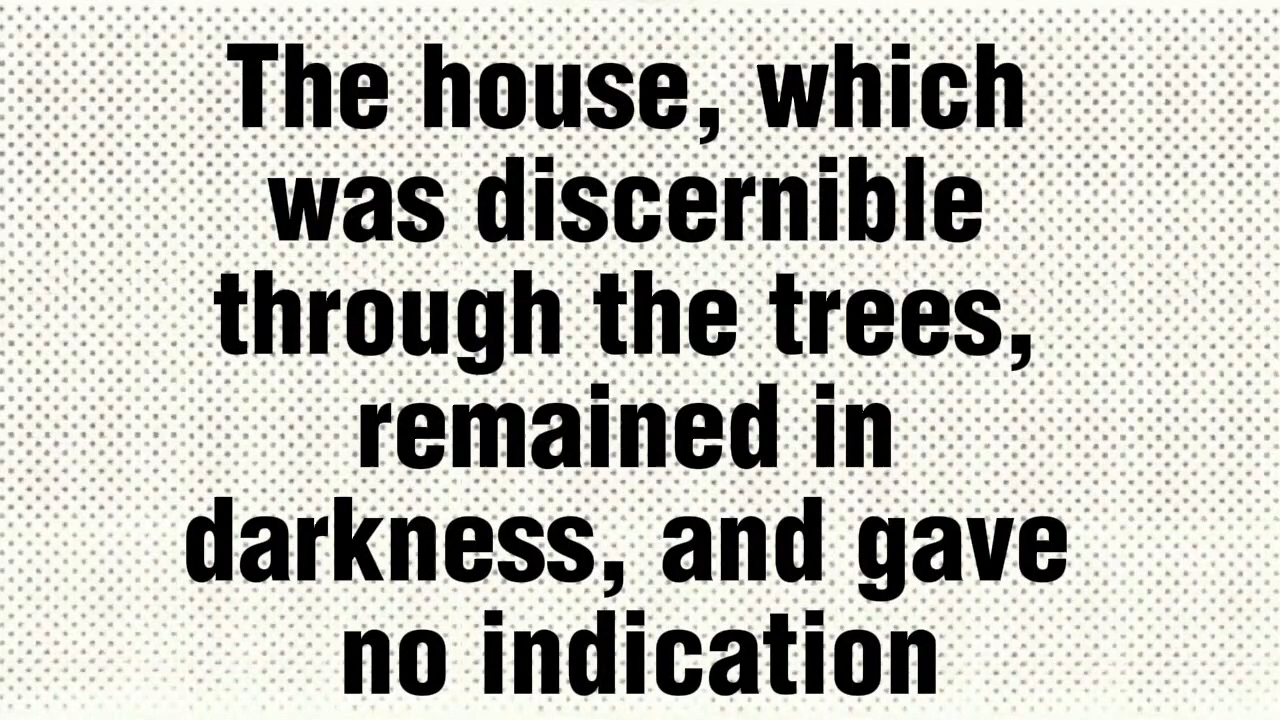 The house, which
was discernible
through the trees,
remained in
darkness, and gave
no indication